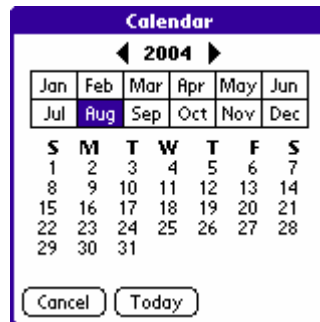 Calendar
2004
Jan Feb Mar Apr May Jun
Jul Aug Sep Oct Nov Dec
S M T W T F S
1 2 3 4 5 6 7
8 9 10 11 12 13 14
15 16 17 18 19 20 21
22 23 24 25 26 27 28
29 30 31
Cancel Today